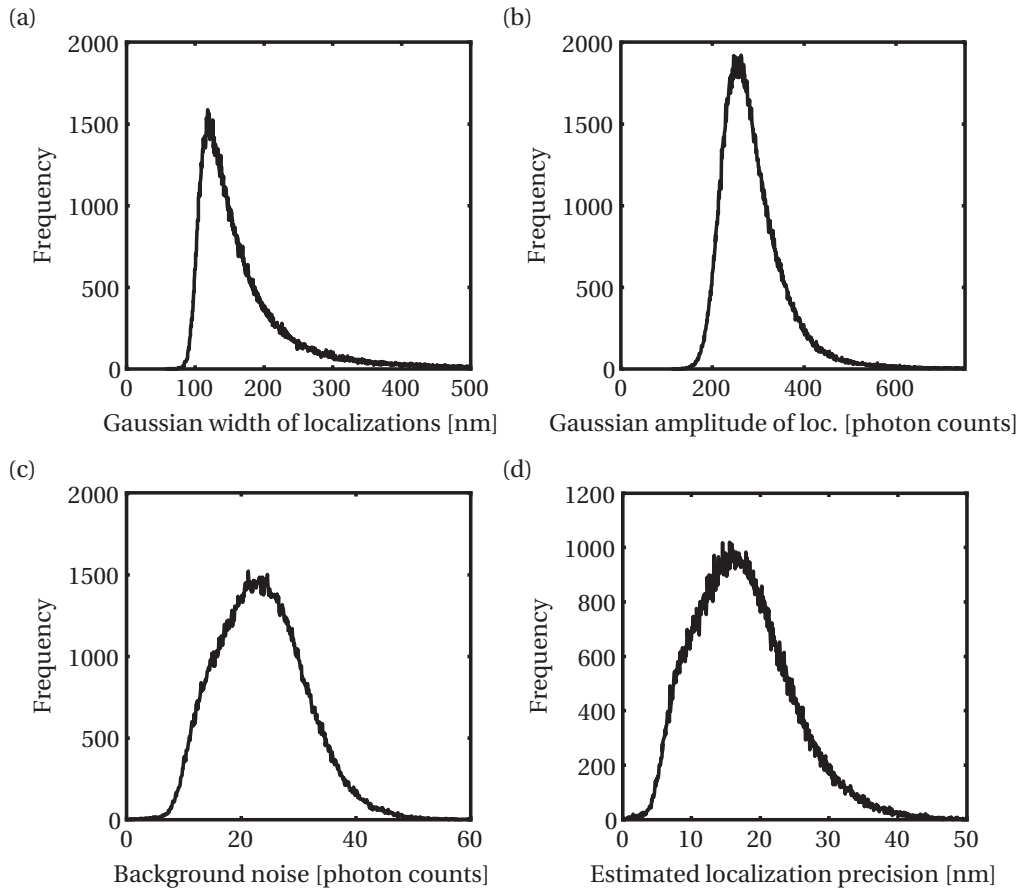 (a)
2000
1500
1000
500
0
Frequency
0 100 200 300 400 500
Gaussian width of localizations [nm]
(b)
2000
1500
1000
500
0
Frequency
0 200 400 600
Gaussian amplitude of loc. [photon counts]
(c)
2000
1500
1000
500
0
Frequency
0 20 40 60
Background noise [photon counts]
(d)
1200
1000
800
600
400
200
0
Frequency
0 10 20 30 40 50
Estimated localization precision [nm]